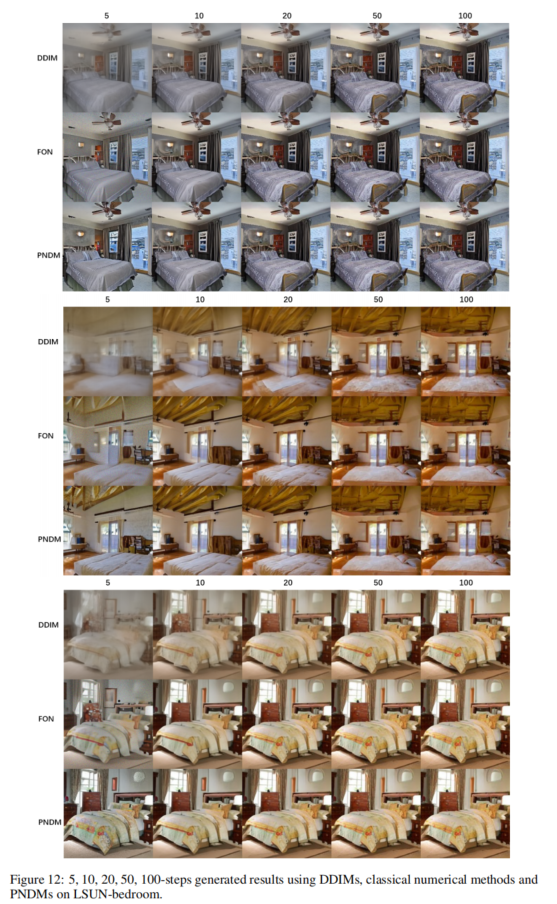 5 10 20 50 100
DDIM
FON
PNDM
5 10 20 50 100
DDIM
FON
PNDM
5 10 20 50 100
DDIM
FON
PNDM
Figure 12: 5, 10, 20, 50, 100-steps generated results using DDIMs, classical numerical methods and
PNDMs on LSUN-bedroom.